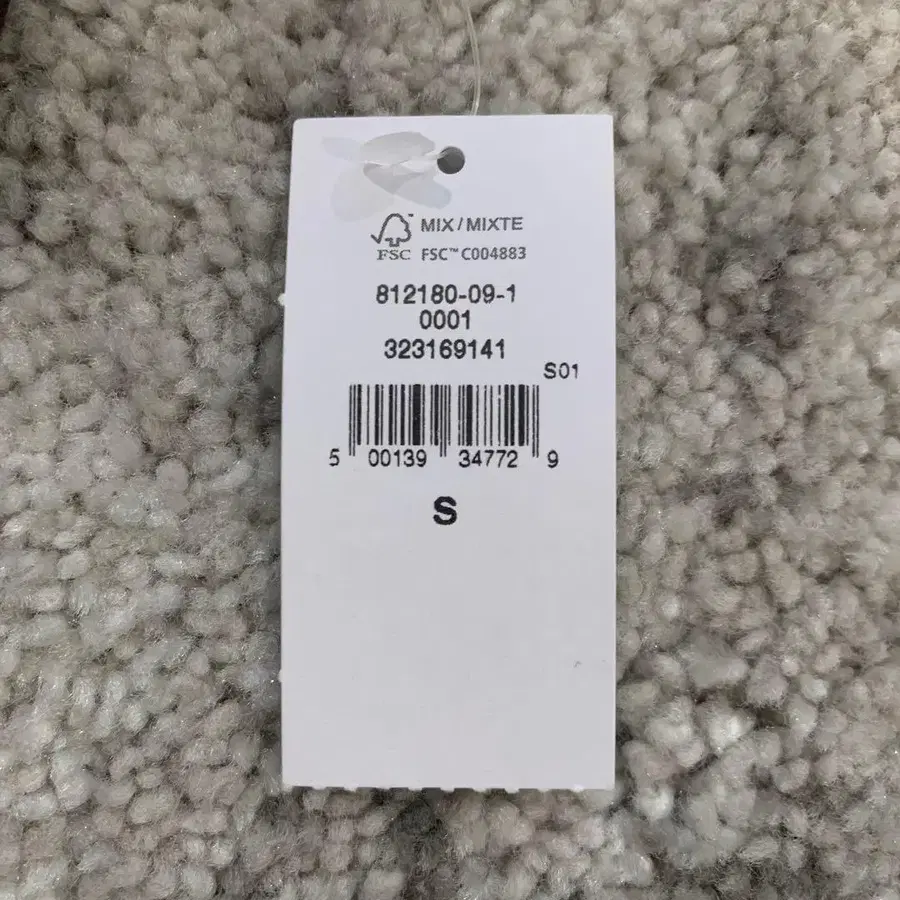 MIX / MIXTE
FSC FSC™ C004883
812180-09-1
0001
323169141
S01
5 00139 34772 9
S